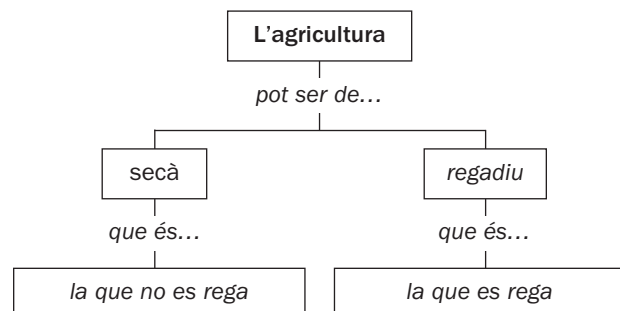 L'agricultura
pot ser de…
secà
regadiu
que és…
que és…
la que no es rega
la que es rega